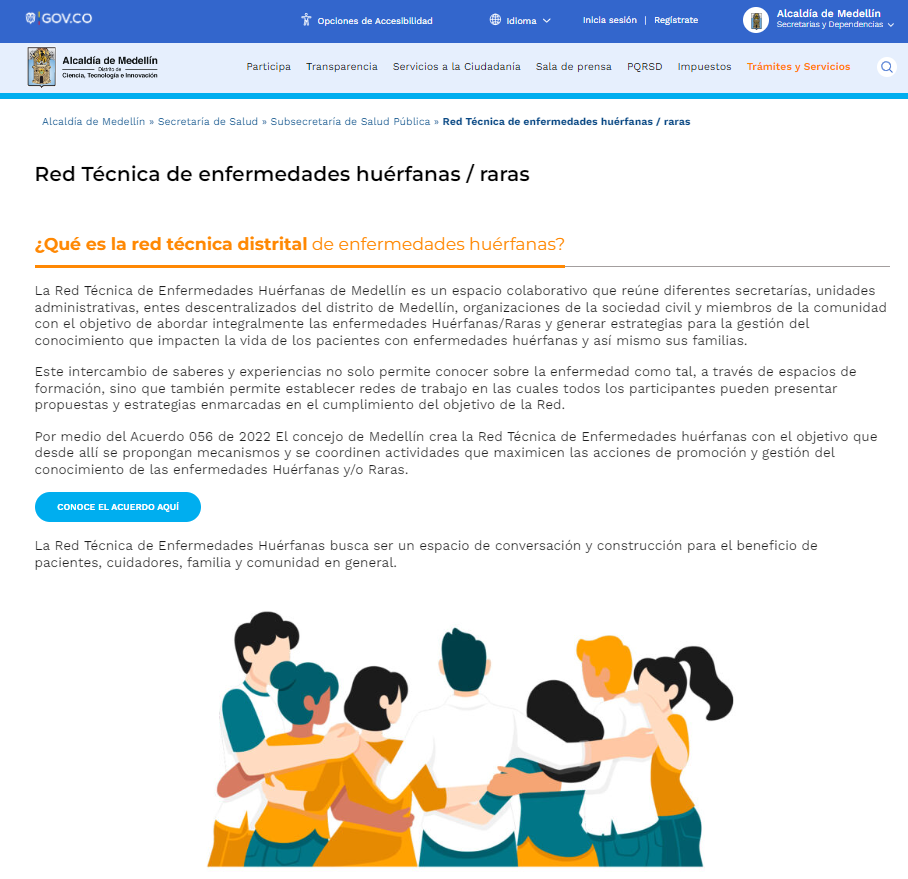 GOV.CO
Opciones de Accesibilidad
Idioma
Inicia sesión | Regístrate
Alcaldía de Medellín
Secretarías y Dependencias
Alcaldía de Medellín
Distrito de
Ciencia, Tecnología e Innovación
Participa Transparencia Servicios a la Ciudadanía Sala de prensa PQRSD Impuestos Trámites y Servicios
Alcaldía de Medellín » Secretaría de Salud » Subsecretaría de Salud Pública » Red Técnica de enfermedades huérfanas / raras
Red Técnica de enfermedades huérfanas / raras
¿Qué es la red técnica distrital de enfermedades huérfanas?
La Red Técnica de Enfermedades Huérfanas de Medellín es un espacio colaborativo que reúne diferentes secretarías, unidades
administrativas, entes descentralizados del distrito de Medellín, organizaciones de la sociedad civil y miembros de la comunidad
con el objetivo de abordar integralmente las enfermedades Huérfanas/Raras y generar estrategias para la gestión del
conocimiento que impacten la vida de los pacientes con enfermedades huérfanas y así mismo sus familias.
Este intercambio de saberes y experiencias no solo permite conocer sobre la enfermedad como tal, a través de espacios de
formación, sino que también permite establecer redes de trabajo en las cuales todos los participantes pueden presentar
propuestas y estrategias enmarcadas en el cumplimiento del objetivo de la Red.
Por medio del Acuerdo 056 de 2022 El concejo de Medellín crea la Red Técnica de Enfermedades huérfanas con el objetivo que
desde allí se propongan mecanismos y se coordinen actividades que maximicen las acciones de promoción y gestión del
conocimiento de las enfermedades Huérfanas y/o Raras.
CONOCE EL ACUERDO AQUÍ
La Red Técnica de Enfermedades Huérfanas busca ser un espacio de conversación y construcción para el beneficio de
pacientes, cuidadores, familia y comunidad en general.